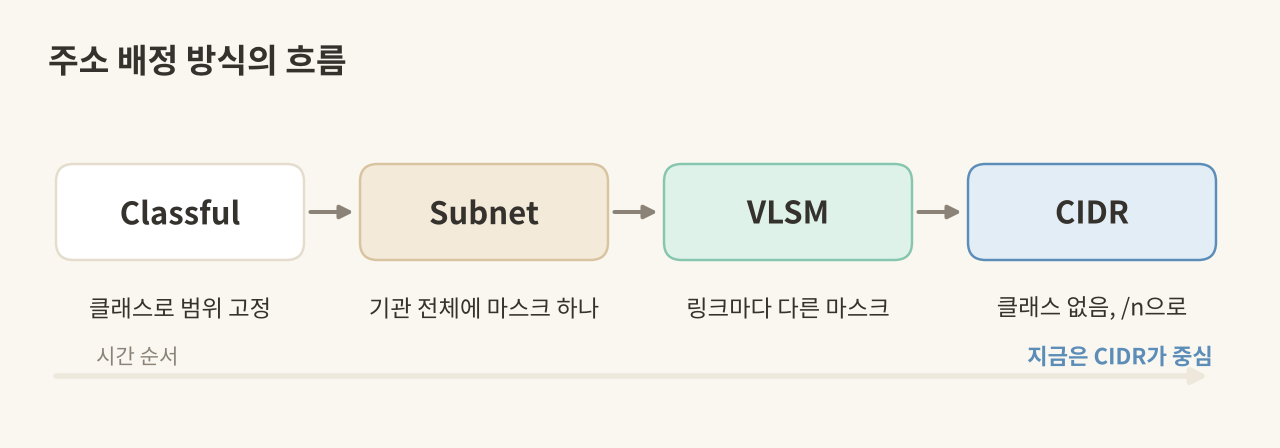 주소 배정 방식의 흐름
Classful
Subnet
VLSM
CIDR
클래스로 범위 고정
기관 전체에 마스크 하나
링크마다 다른 마스크
클래스 없음, /n으로
시간 순서
지금은 CIDR가 중심